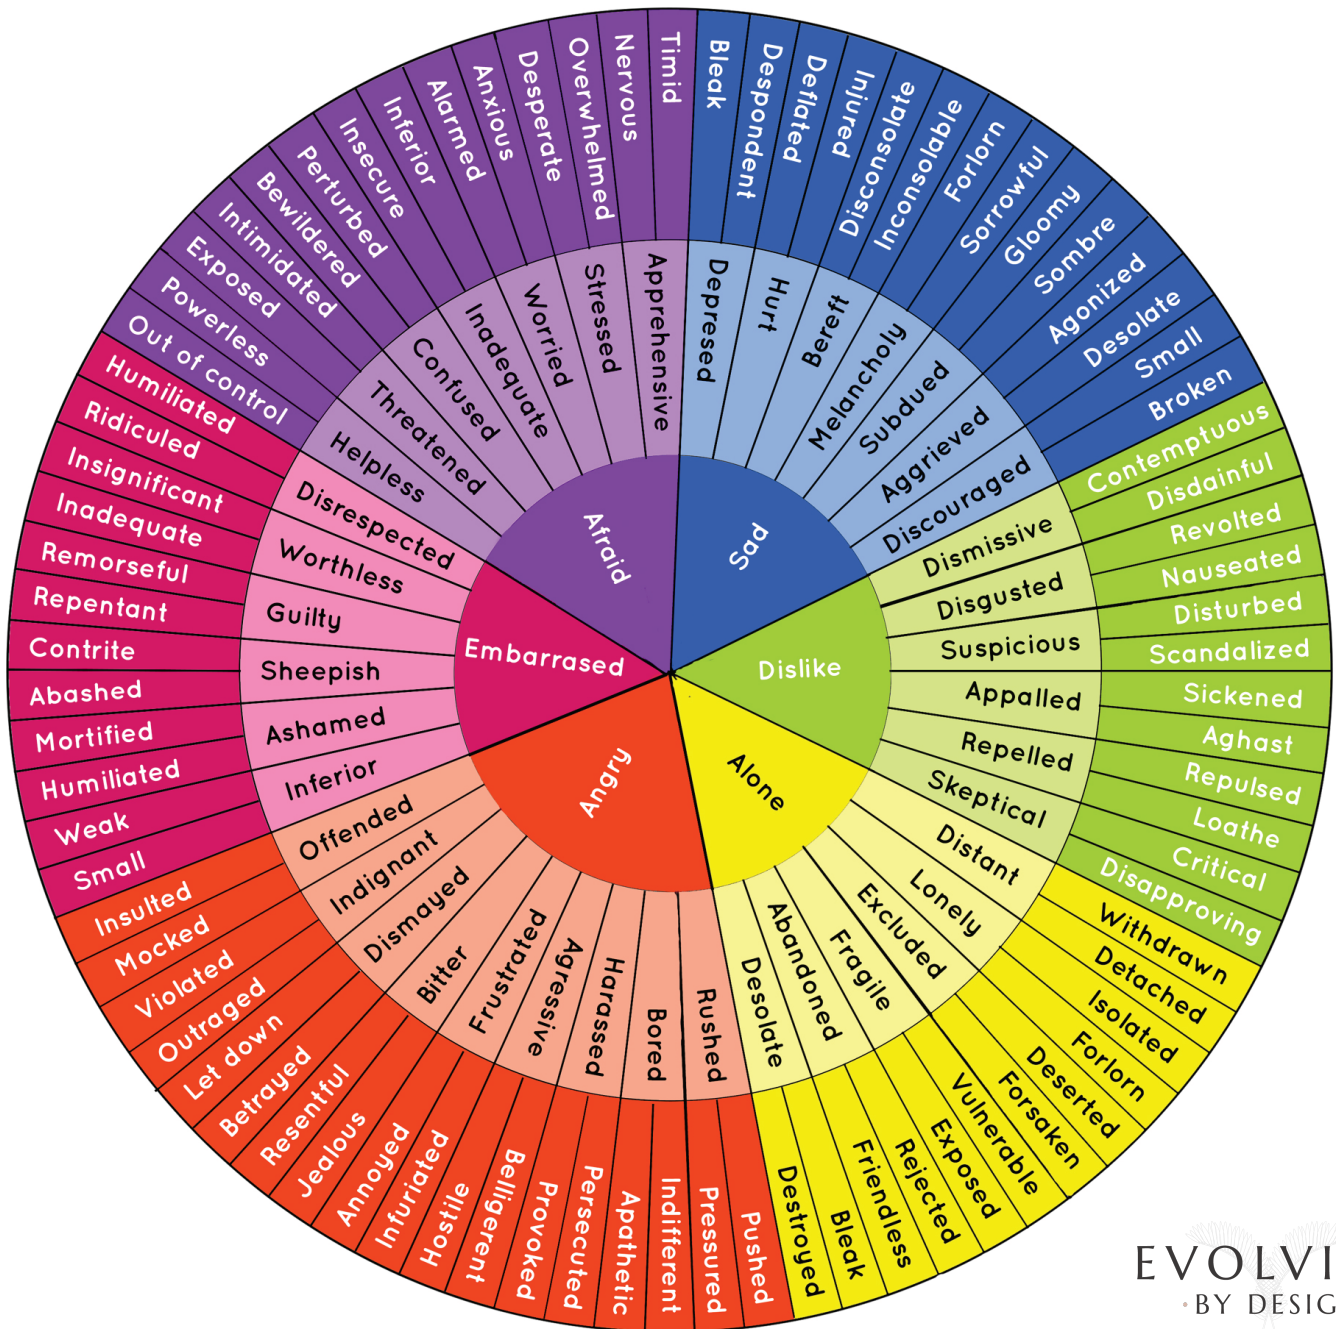 Afraid
Sad
Dislike
Alone
Angry
Embarrased
Apprehensive
Depresed
Hurt
Bereft
Melancholy
Subdued
Aggrieved
Discouraged
Dismissive
Disgusted
Suspicious
Appalled
Repelled
Skeptical
Distant
Lonely
Excluded
Fragile
Abandoned
Desolate
Rushed
Bored
Harassed
Agressive
Frustrated
Bitter
Dismayed
Indignant
Offended
Inferior
Ashamed
Sheepish
Guilty
Worthless
Disrespected
Helpless
Threatened
Confused
Inadequate
Worried
Stressed
Timid
Bleak
Despondent
Deflated
Injured
Disconsolate
Inconsolable
Forlorn
Sorrowful
Gloomy
Sombre
Agonized
Desolate
Small
Broken
Contemptuous
Disdainful
Revolted
Nauseated
Disturbed
Scandalized
Sickened
Aghast
Repulsed
Loathe
Critical
Disapproving
Withdrawn
Detached
Isolated
Forlorn
Deserted
Forsaken
Vulnerable
Exposed
Rejected
Friendless
Bleak
Destroyed
Pushed
Pressured
Indifferent
Apathetic
Persecuted
Provoked
Belligerent
Hostile
Infuriated
Annoyed
Jealous
Resentful
Betrayed
Let down
Outraged
Violated
Mocked
Insulted
Small
Weak
Humiliated
Mortified
Abashed
Contrite
Repentant
Remorseful
Inadequate
Insignificant
Ridiculed
Humiliated
Out of control
Powerless
Exposed
Intimidated
Bewildered
Perturbed
Insecure
Inferior
Alarmed
Anxious
Desperate
Overwhelmed
Nervous
EVOLVI
BY DESIG